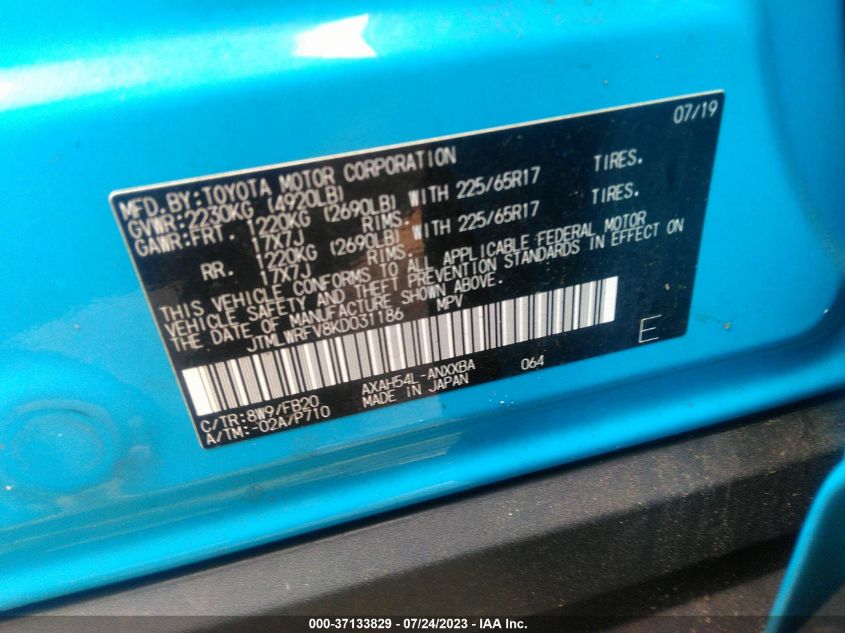 07/19
MFD.BY:TOYOTA MOTOR CORPORATION
GVWR:2230KG (4920LB)
GAWR:FRT. 1220KG (2690LB) WITH 225/65R17 TIRES.
17X7J RIMS.
RR. 1220KG (2690LB) WITH 225/65R17 TIRES.
17X7J RIMS.
THIS VEHICLE CONFORMS TO ALL APPLICABLE FEDERAL MOTOR
VEHICLE SAFETY AND THEFT PREVENTION STANDARDS IN EFFECT ON
THE DATE OF MANUFACTURE SHOWN ABOVE.
JTMLWRFV8KD031186 MPV
E
C/TR:8W9/FB20 AXAH54L-ANXXBA 064
A/TM:-02A/P710 MADE IN JAPAN
000-37133829 - 07/24/2023 - IAA Inc.